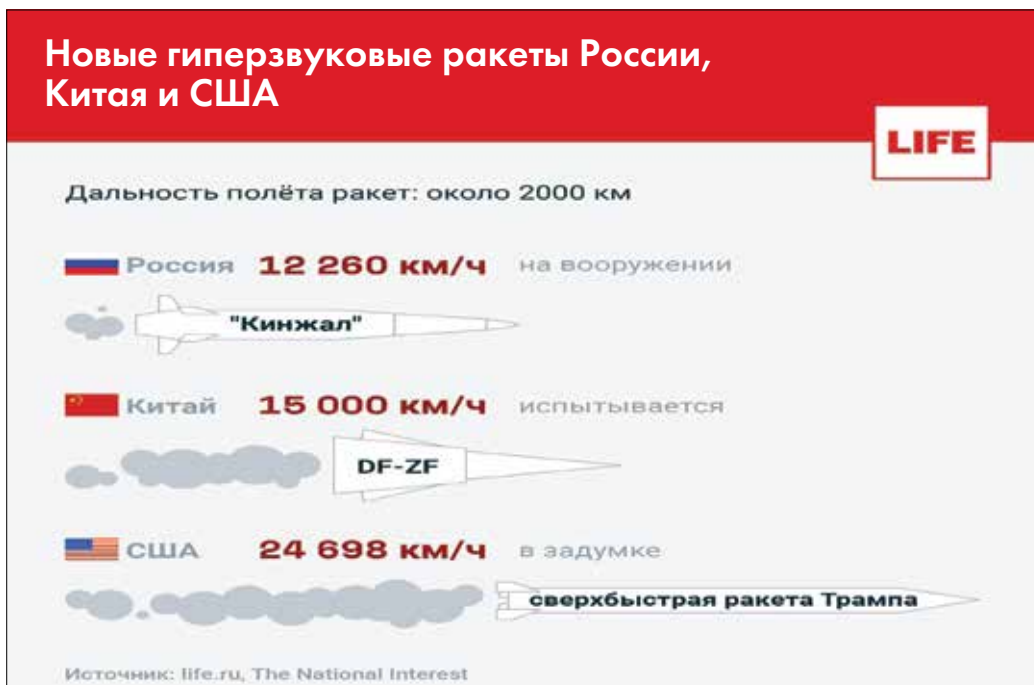 Новые гиперзвуковые ракеты России,
Китая и США
LIFE
Дальность полёта ракет: около 2000 км
Россия 12 260 км/ч на вооружении
"Кинжал"
Китай 15 000 км/ч испытывается
DF-ZF
США 24 698 км/ч в задумке
сверхбыстрая ракета Трампа
Источник: life.ru, The National Interest